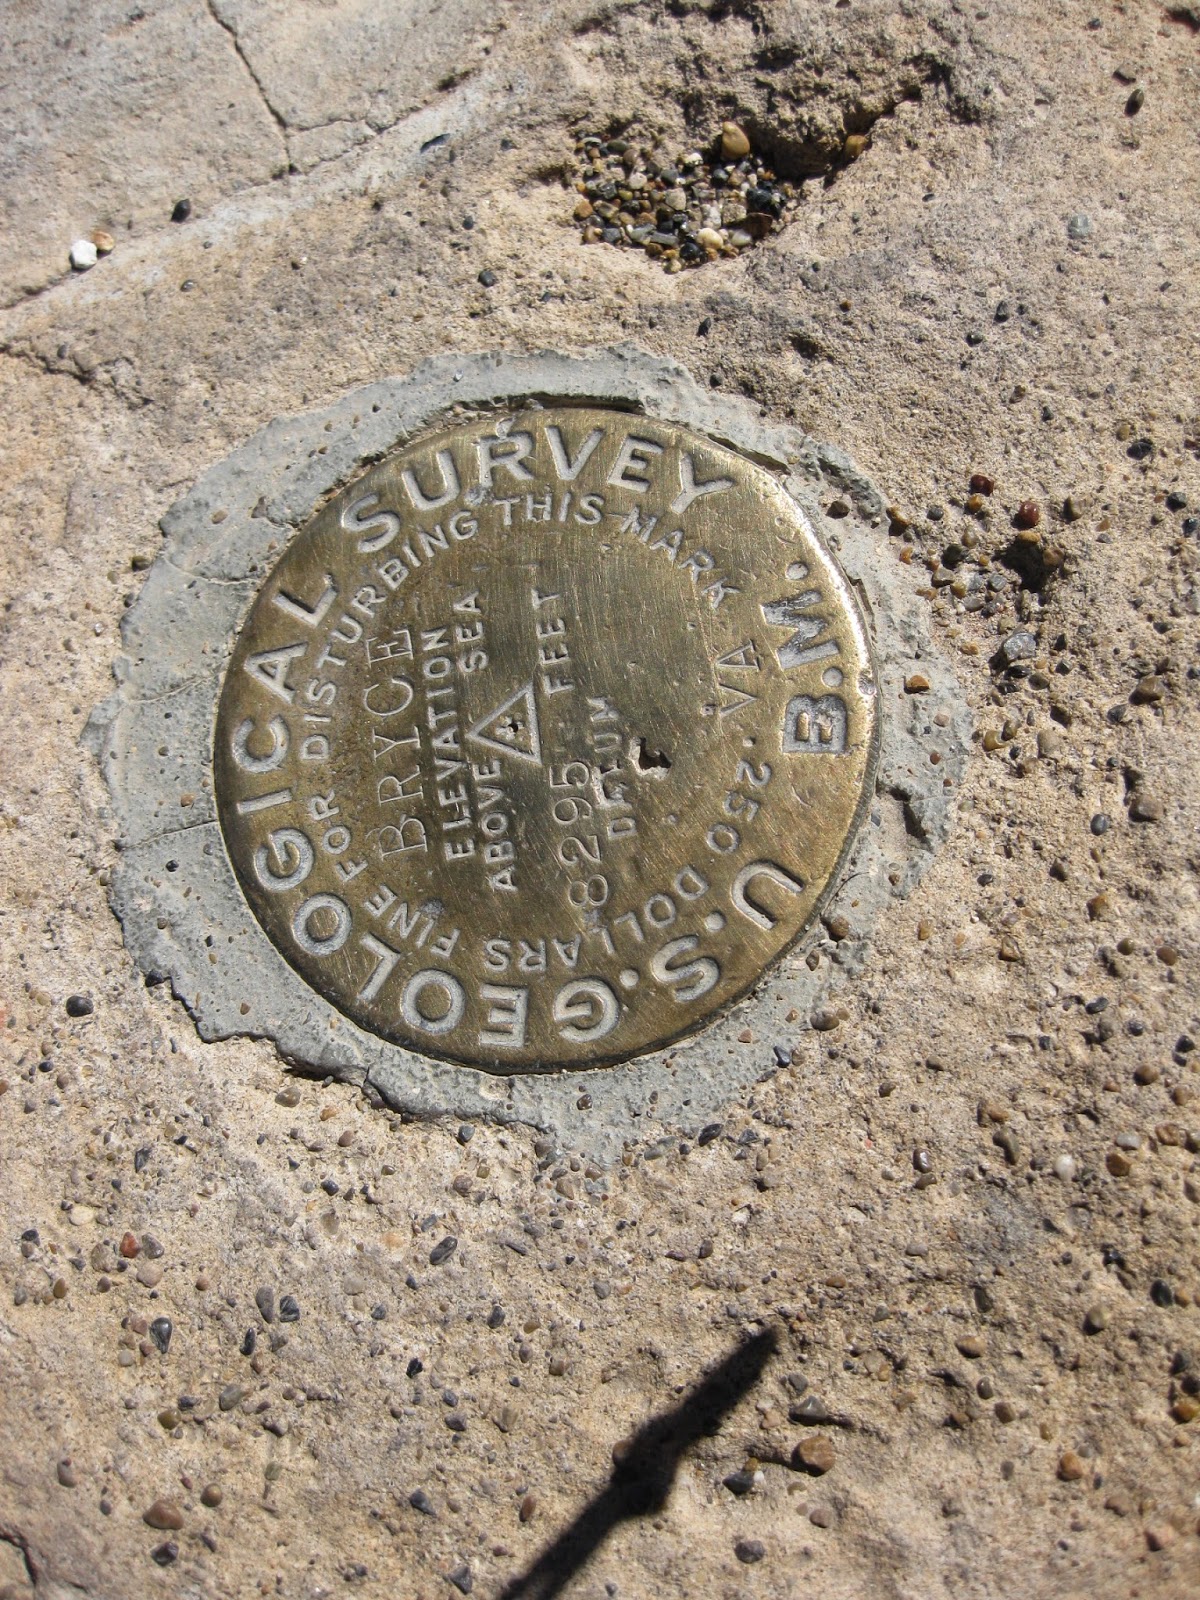 U.S.GEOLOGICAL SURVEY
B.M.
250 DOLLARS FINE FOR DISTURBING THIS MARK
VA
BRYCE
ELEVATION
ABOVE SEA
8295 FEET
DATUM